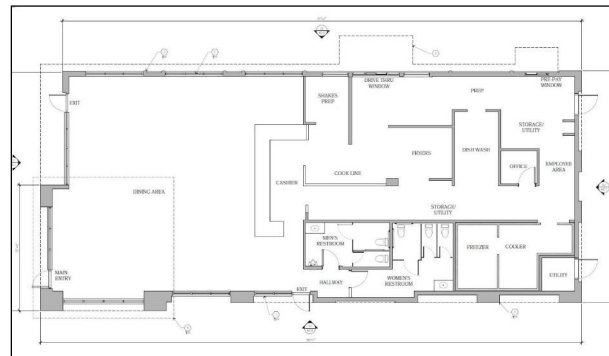 DRIVE THRU
WINDOW
PREP
PRE-PAY
WINDOW
EXIT
SHAKES
PREP
STORAGE/
UTILITY
FRYERS
DISH WASH
OFFICE
EMPLOYEE
AREA
COOK LINE
CASHIER
DINING AREA
STORAGE/
UTILITY
MEN'S
RESTROOM
FREEZER
COOLER
MAIN
ENTRY
HALLWAY
WOMEN'S
RESTROOM
UTILITY
EXIT